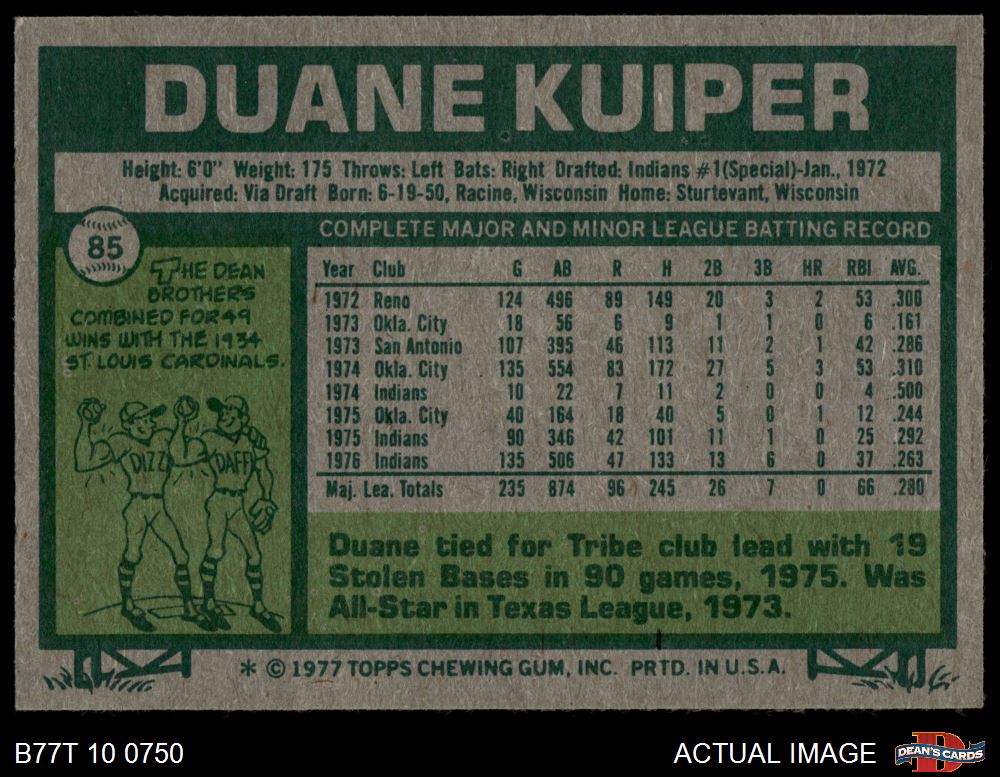 DUANE KUIPER
Height: 6'0" Weight: 175 Throws: Left Bats: Right Drafted: Indians #1(Special)-Jan., 1972
Acquired: Via Draft Born: 6-19-50, Racine, Wisconsin Home: Sturtevant, Wisconsin
85
THE DEAN
BROTHERS
COMBINED FOR 49
WINS WITH THE 1934
ST. LOUIS CARDINALS.
DIZZ DAFF
COMPLETE MAJOR AND MINOR LEAGUE BATTING RECORD
Year Club G AB R H 2B 3B HR RBI AVG.
1972 Reno 124 496 89 149 20 3 2 53 .300
1973 Okla. City 18 56 6 9 1 1 0 6 .161
1973 San Antonio 107 395 46 113 11 2 1 42 .286
1974 Okla. City 135 554 83 172 27 5 3 53 .310
1974 Indians 10 22 7 11 2 0 0 4 .500
1975 Okla. City 40 164 18 40 5 0 1 12 .244
1975 Indians 90 346 42 101 11 1 0 25 .292
1976 Indians 135 506 47 133 13 6 0 37 .263
Maj. Lea. Totals 235 874 96 245 26 7 0 66 .280
Duane tied for Tribe club lead with 19
Stolen Bases in 90 games, 1975. Was
All-Star in Texas League, 1973.
* © 1977 TOPPS CHEWING GUM, INC. PRTD. IN U.S.A.
B77T 10 0750
ACTUAL IMAGE
D
DEAN'S CARDS